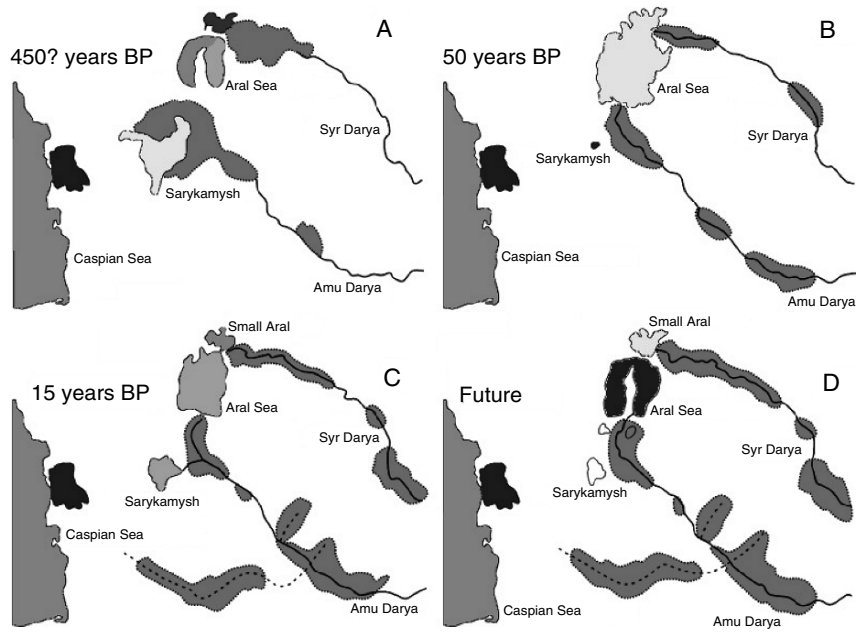 A
450? years BP
Aral Sea
Syr Darya
Sarykamysh
Caspian Sea
Amu Darya
B
50 years BP
Aral Sea
Syr Darya
Sarykamysh
Caspian Sea
Amu Darya
Small Aral
C
15 years BP
Aral Sea
Syr Darya
Sarykamysh
Caspian Sea
Amu Darya
Small Aral
D
Future
Aral Sea
Syr Darya
Sarykamysh
Caspian Sea
Amu Darya